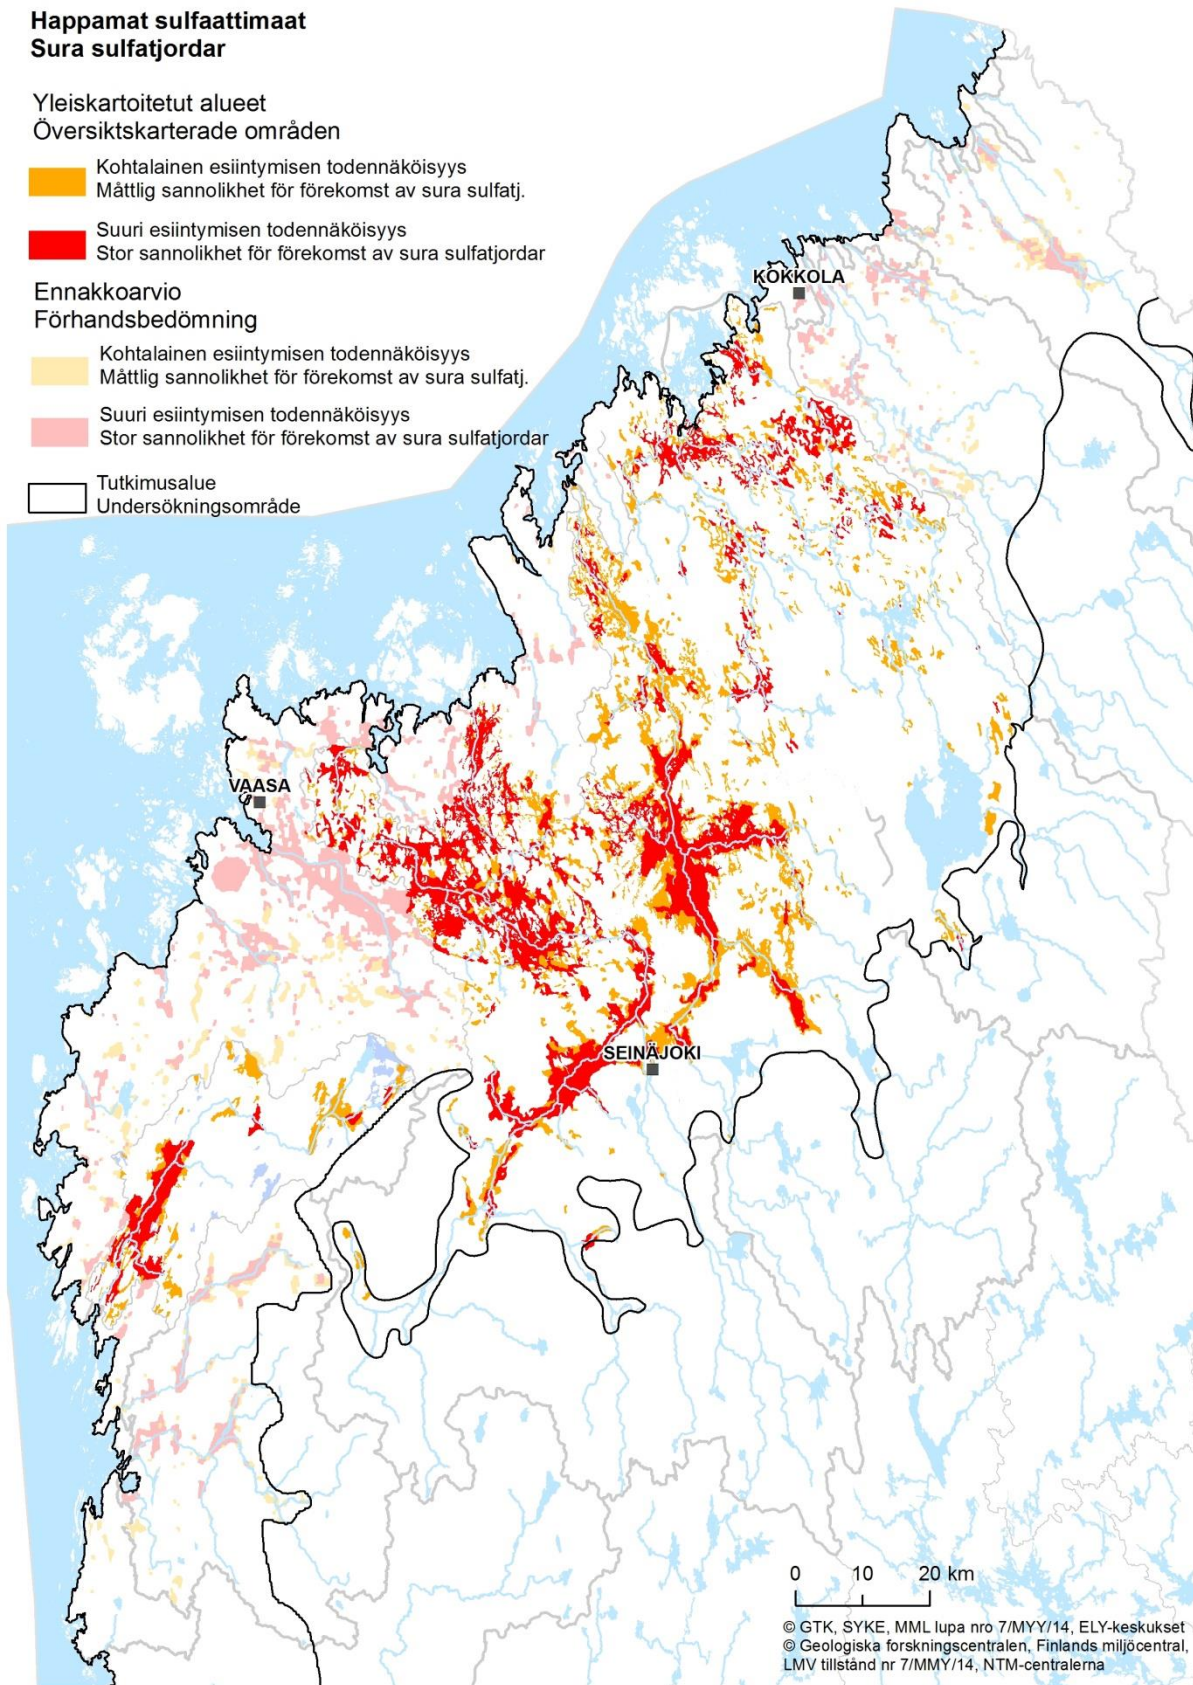 Happamat sulfaattimaat
Sura sulfatjordar
Yleiskartoitetut alueet
Översiktskarterade områden
Kohtalainen esiintymisen todennäköisyys
Måttlig sannolikhet för förekomst av sura sulfatj.
Suuri esiintymisen todennäköisyys
Stor sannolikhet för förekomst av sura sulfatjordar
Ennakkoarvio
Förhandsbedömning
Kohtalainen esiintymisen todennäköisyys
Måttlig sannolikhet för förekomst av sura sulfatj.
Suuri esiintymisen todennäköisyys
Stor sannolikhet för förekomst av sura sulfatjordar
Tutkimusalue
Undersökningsområde
KOKKOLA
VAASA
SEINÄJOKI
0 10 20 km
© GTK, SYKE, MML lupa nro 7/MYY/14, ELY-keskukset
© Geologiska forskningscentralen, Finlands miljöcentral,
LMV tillstånd nr 7/MMY/14, NTM-centralerna